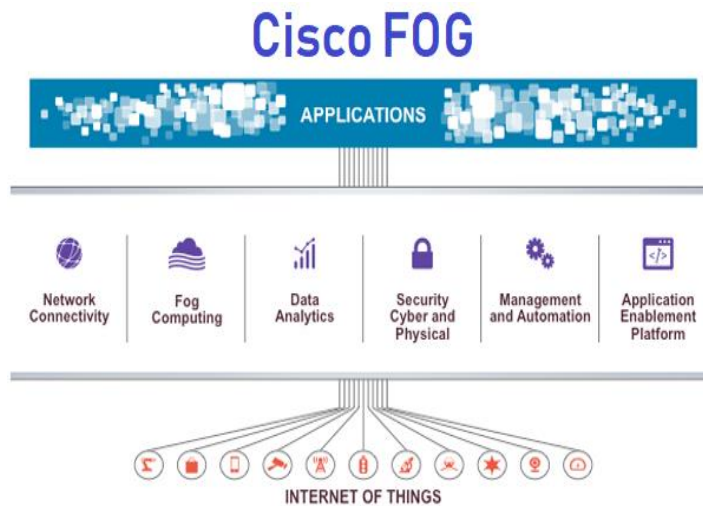 Cisco FOG
APPLICATIONS
Network
Connectivity
Fog
Computing
Data
Analytics
Security
Cyber and
Physical
Management
and Automation
Application
Enablement
Platform
</>
INTERNET OF THINGS